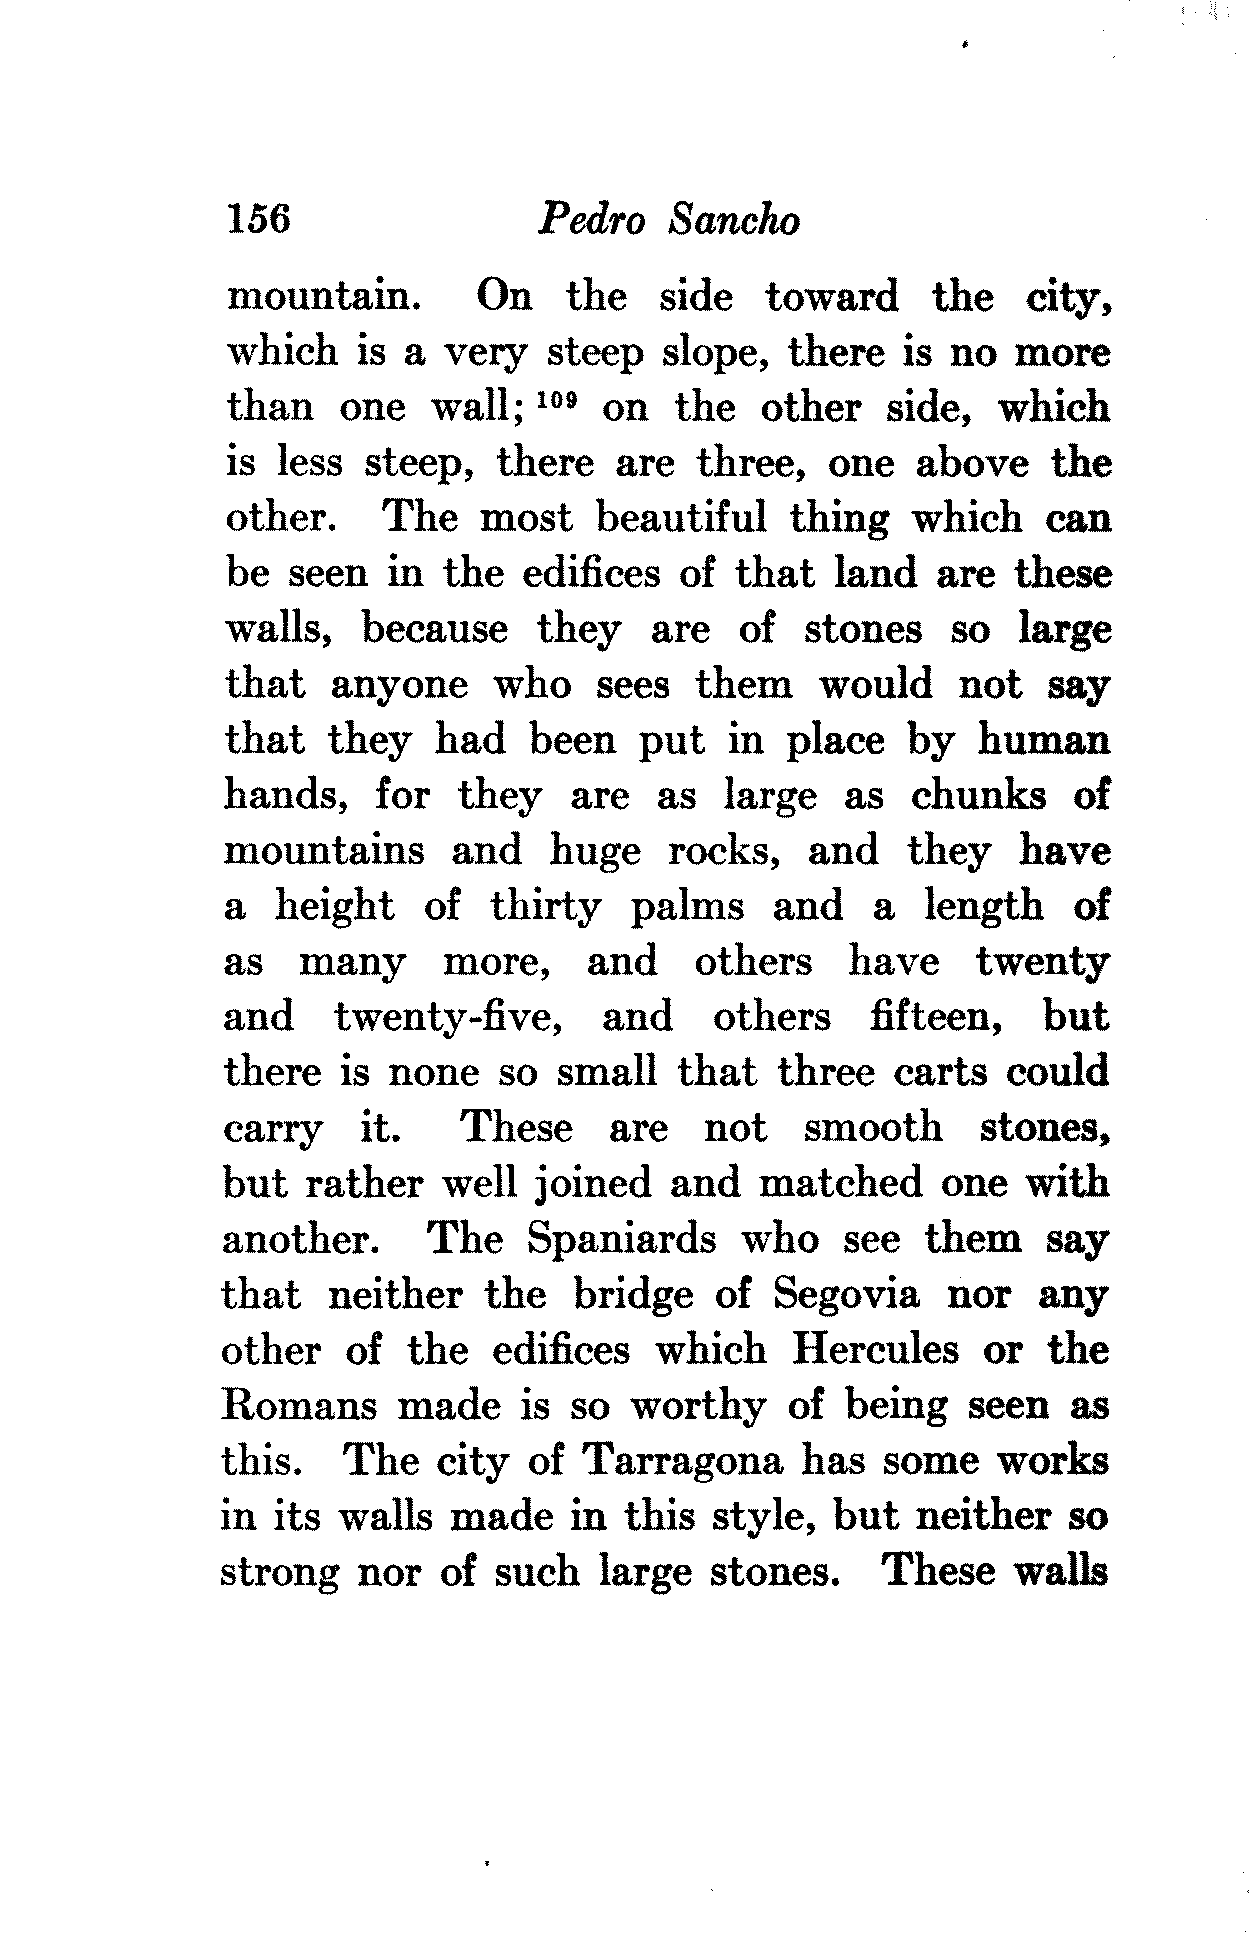 156 Pedro Sancho
mountain. On the side toward the city,
which is a very steep slope, there is no more
than one wall; 109 on the other side, which
is less steep, there are three, one above the
other. The most beautiful thing which can
be seen in the edifices of that land are these
walls, because they are of stones so large
that anyone who sees them would not say
that they had been put in place by human
hands, for they are as large as chunks of
mountains and huge rocks, and they have
a height of thirty palms and a length of
as many more, and others have twenty
and twenty-five, and others fifteen, but
there is none so small that three carts could
carry it. These are not smooth stones,
but rather well joined and matched one with
another. The Spaniards who see them say
that neither the bridge of Segovia nor any
other of the edifices which Hercules or the
Romans made is so worthy of being seen as
this. The city of Tarragona has some works
in its walls made in this style, but neither so
strong nor of such large stones. These walls